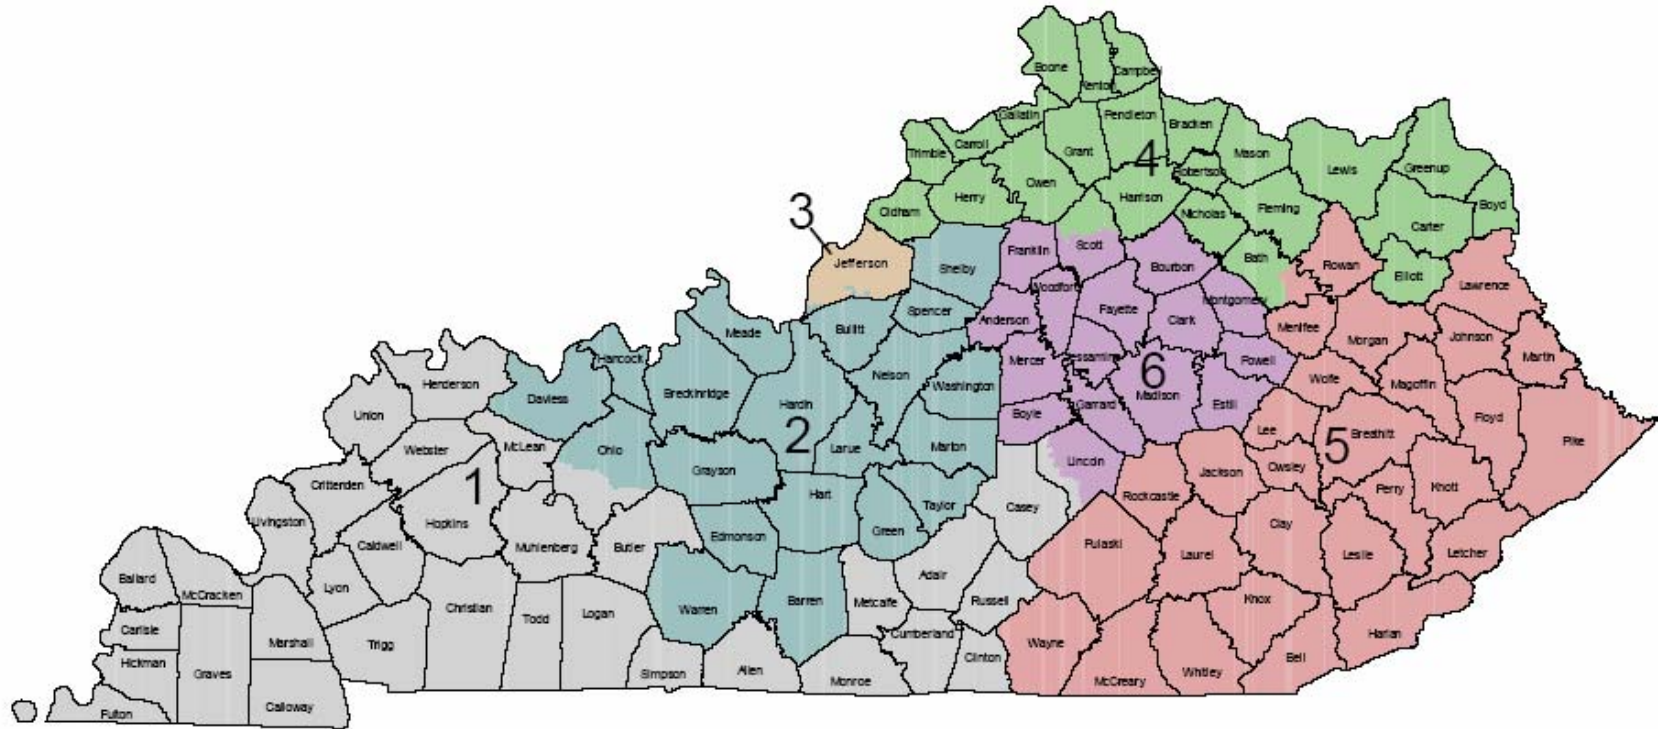 Boone
Kenton
Campbell
Gallatin
Pendleton
Bracken
Carroll
Trimble
Grant
4
Mason
Lewis
Greenup
Robertson
Owen
Henry
Harrison
Oldham
Nicholas
Fleming
Boyd
Carter
3
Jefferson
Shelby
Franklin
Scott
Bourbon
Bath
Rowan
Elliott
Lawrence
Woodford
Fayette
Montgomery
Spencer
Anderson
Clark
Bullitt
Meade
Menifee
Morgan
Johnson
Martin
Hancock
Mercer
Jessamine
6
Powell
Henderson
Nelson
Washington
Wolfe
Magoffin
Daviess
Breckinridge
Hardin
2
Madison
Garrard
Estill
Boyle
Union
Floyd
Pike
Lee
5
Breathitt
McLean
Ohio
Larue
Marion
Webster
Grayson
Lincoln
Owsley
Jackson
Crittenden
1
Hart
Perry
Knott
Rockcastle
Taylor
Casey
Livingston
Hopkins
Edmonson
Green
Clay
Caldwell
Muhlenberg
Butler
Pulaski
Laurel
Leslie
Letcher
Ballard
Lyon
Adair
McCracken
Christian
Todd
Logan
Warren
Barren
Metcalfe
Russell
Knox
Carlisle
Marshall
Trigg
Cumberland
Wayne
Harlan
Hickman
Graves
Simpson
Allen
Monroe
Clinton
McCreary
Whitley
Bell
Fulton
Calloway